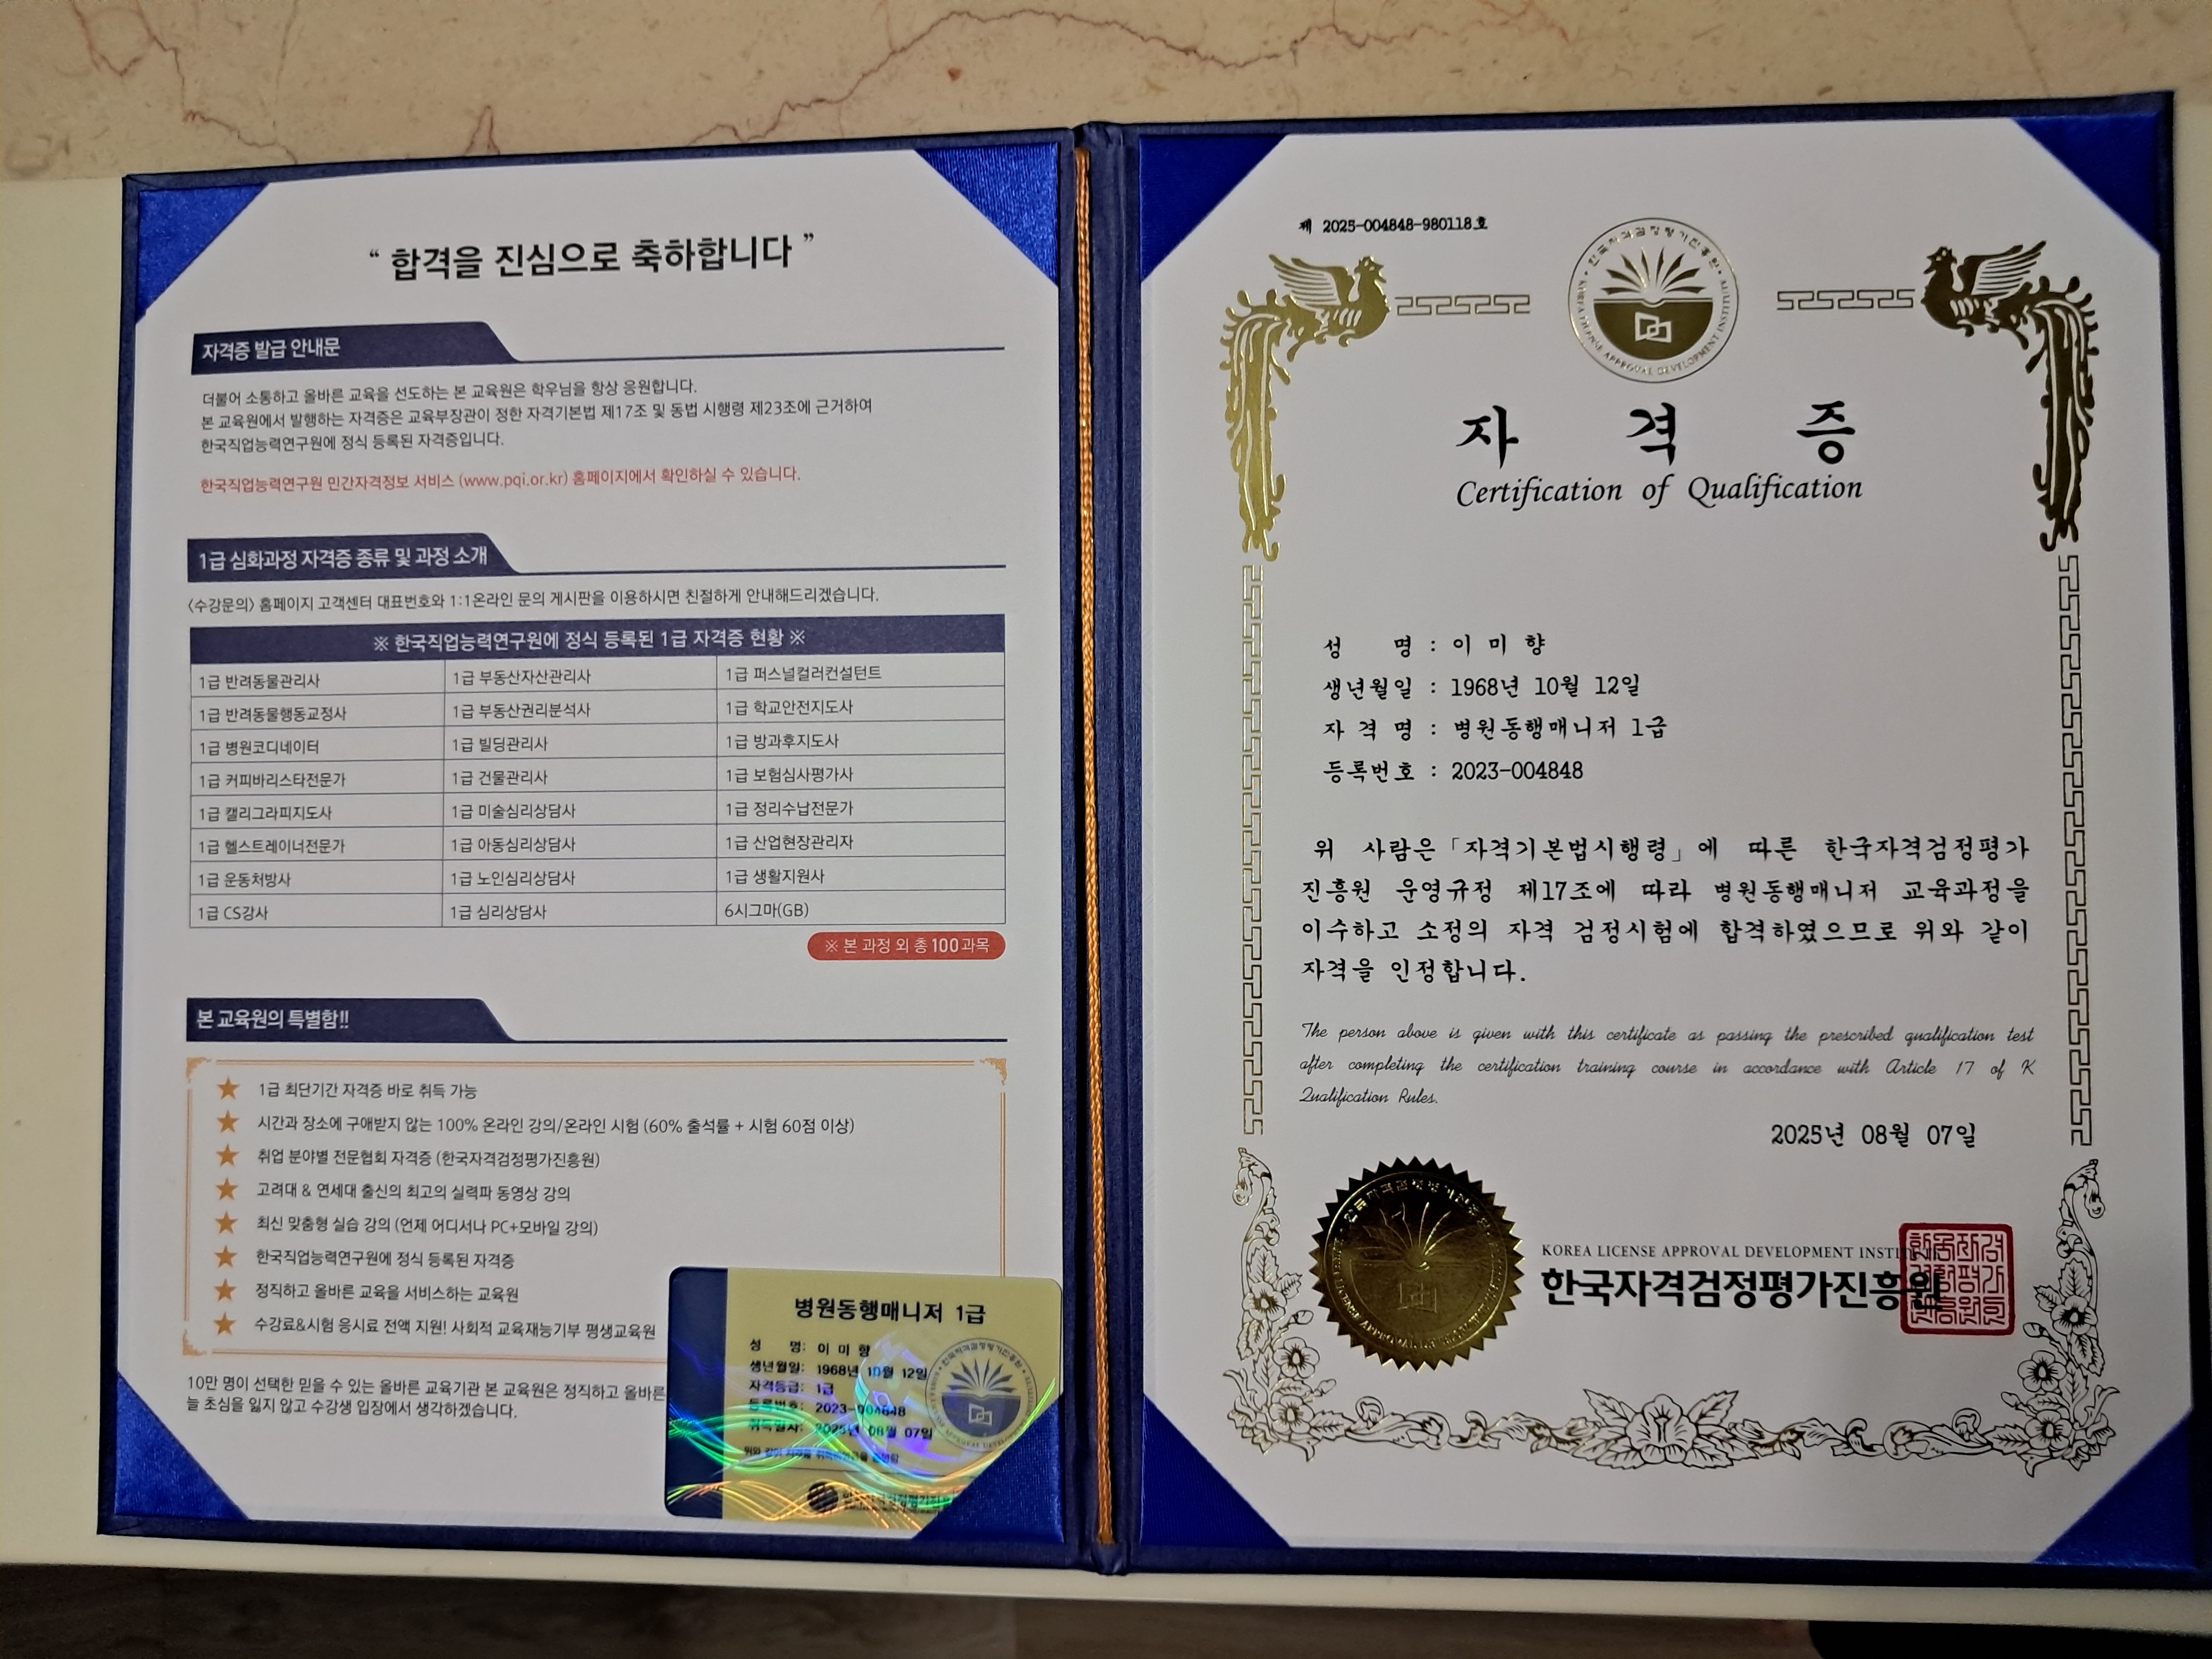 “ 합격을 진심으로 축하합니다 ”
자격증 발급 안내문
더불어 소통하고 올바른 교육을 선도하는 본 교육원은 학우님을 항상 응원합니다.
본 교육원에서 발행하는 자격증은 교육부장관이 정한 자격기본법 제17조 및 동법 시행령 제23조에 근거하여
한국직업능력연구원에 정식 등록된 자격증입니다.
한국직업능력연구원 민간자격정보 서비스 (www.pqi.or.kr) 홈페이지에서 확인하실 수 있습니다.
1급 심화과정 자격증 종류 및 과정 소개
<수강문의> 홈페이지 고객센터 대표번호와 1:1온라인 문의 게시판을 이용하시면 친절하게 안내해드리겠습니다.
※ 한국직업능력연구원에 정식 등록된 1급 자격증 현황 ※
1급 반려동물관리사 1급 부동산자산관리사 1급 퍼스널컬러컨설턴트
1급 반려동물행동교정사 1급 부동산권리분석사 1급 학교안전지도사
1급 병원코디네이터 1급 빌딩관리사 1급 방과후지도사
1급 커피바리스타전문가 1급 건물관리사 1급 보험심사평가사
1급 캘리그라피지도사 1급 미술심리상담사 1급 정리수납전문가
1급 헬스트레이너전문가 1급 아동심리상담사 1급 산업현장관리자
1급 운동처방사 1급 노인심리상담사 1급 생활지원사
1급 CS강사 1급 심리상담사 6시그마(GB)
※ 본 과정 외 총 100과목
본 교육원의 특별함!!
★ 1급 최단기간 자격증 바로 취득 가능
★ 시간과 장소에 구애받지 않는 100% 온라인 강의/온라인 시험 (60% 출석률 + 시험 60점 이상)
★ 취업 분야별 전문협회 자격증 (한국자격검정평가진흥원)
★ 고려대 & 연세대 출신의 최고의 실력파 동영상 강의
★ 최신 맞춤형 실습 강의 (언제 어디서나 PC+모바일 강의)
★ 한국직업능력연구원에 정식 등록된 자격증
★ 정직하고 올바른 교육을 서비스하는 교육원
★ 수강료&시험 응시료 전액 지원! 사회적 교육재능기부 평생교육원
10만 명이 선택한 믿을 수 있는 올바른 교육기관 본 교육원은 정직하고 올바른
늘 초심을 잃지 않고 수강생 입장에서 생각하겠습니다.
병원동행매니저 1급
성 명: 이 미 향
생년월일: 1968년 10월 12일
자격등급: 1급
등록번호: 2023-004848
취득일자: 2025년 08월 07일
제 2025-004848-980118호
한국자격검정평가진흥원
KOREA LICENSE APPROVAL DEVELOPMENT INSTITUTE
자 격 증
Certification of Qualification
성 명 : 이 미 향
생년월일 : 1968년 10월 12일
자 격 명 : 병원동행매니저 1급
등록번호 : 2023-004848
위 사람은 「자격기본법시행령」에 따른 한국자격검정평가
진흥원 운영규정 제17조에 따라 병원동행매니저 교육과정을
이수하고 소정의 자격 검정시험에 합격하였으므로 위와 같이
자격을 인정합니다.
The person above is given with this certificate as passing the prescribed qualification test
after completing the certification training course in accordance with Article 17 of K
Qualification Rules.
2025년 08월 07일
KOREA LICENSE APPROVAL DEVELOPMENT INSTITUTE
한국자격검정평가진흥원